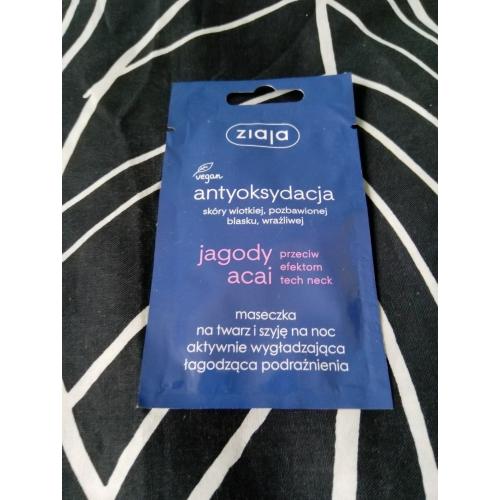 ziaja
vegan
antyoksydacja
skóry wiotkiej, pozbawionej
blasku, wrażliwej
jagody
acai
przeciw
efektom
tech neck
maseczka
na twarz i szyję na noc
aktywnie wygładzająca
łagodząca podrażnienia